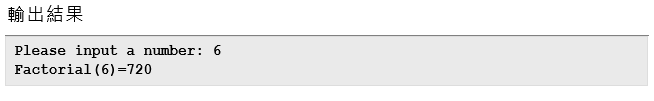 輸出結果
Please input a number: 6
Factorial(6)=720